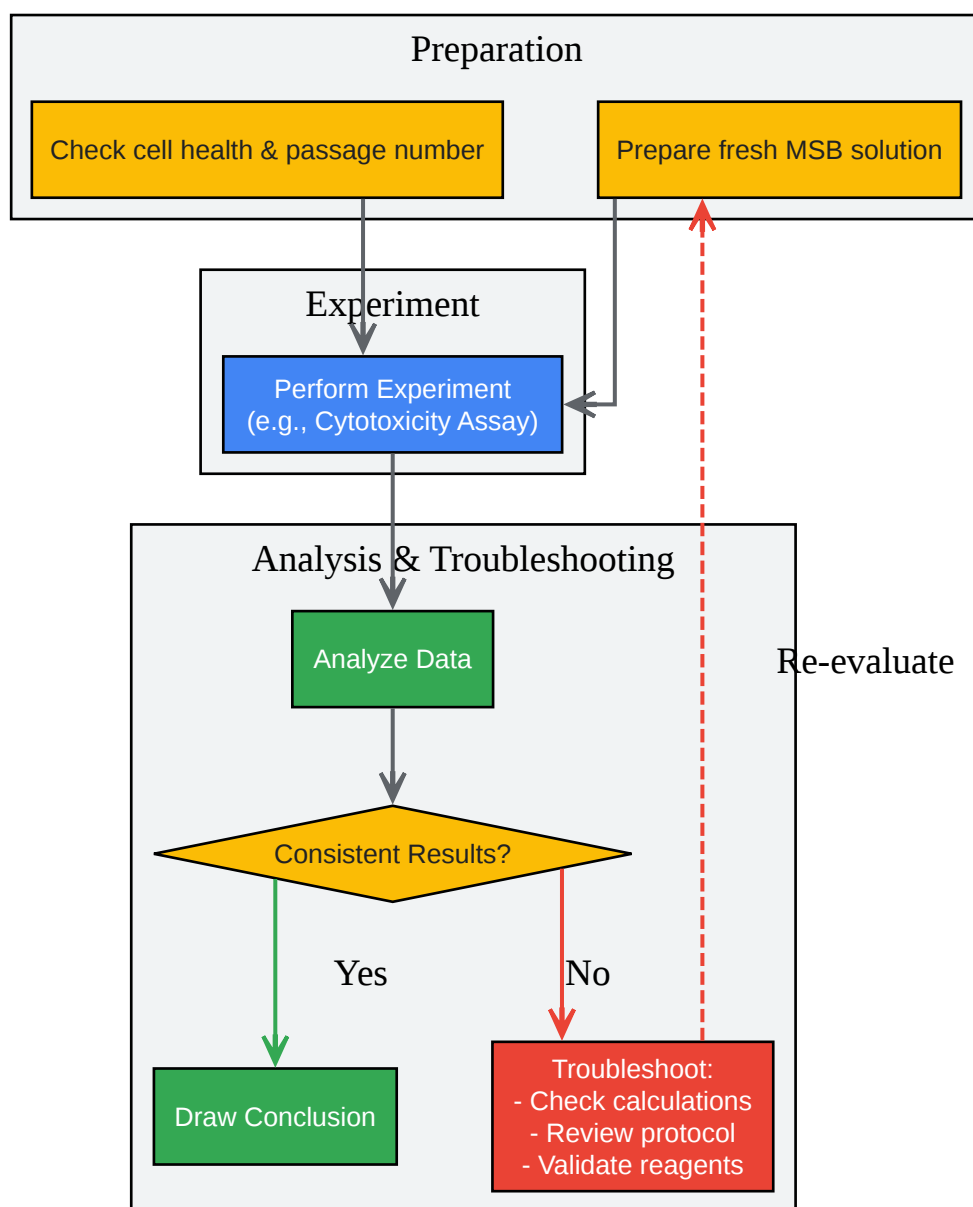 Preparation
Check cell health & passage number
Prepare fresh MSB solution
Experiment
Perform Experiment
(e.g., Cytotoxicity Assay)
Analysis & Troubleshooting
Analyze Data
Re-evaluate
Consistent Results?
Yes
No
Draw Conclusion
Troubleshoot:
- Check calculations
- Review protocol
- Validate reagents